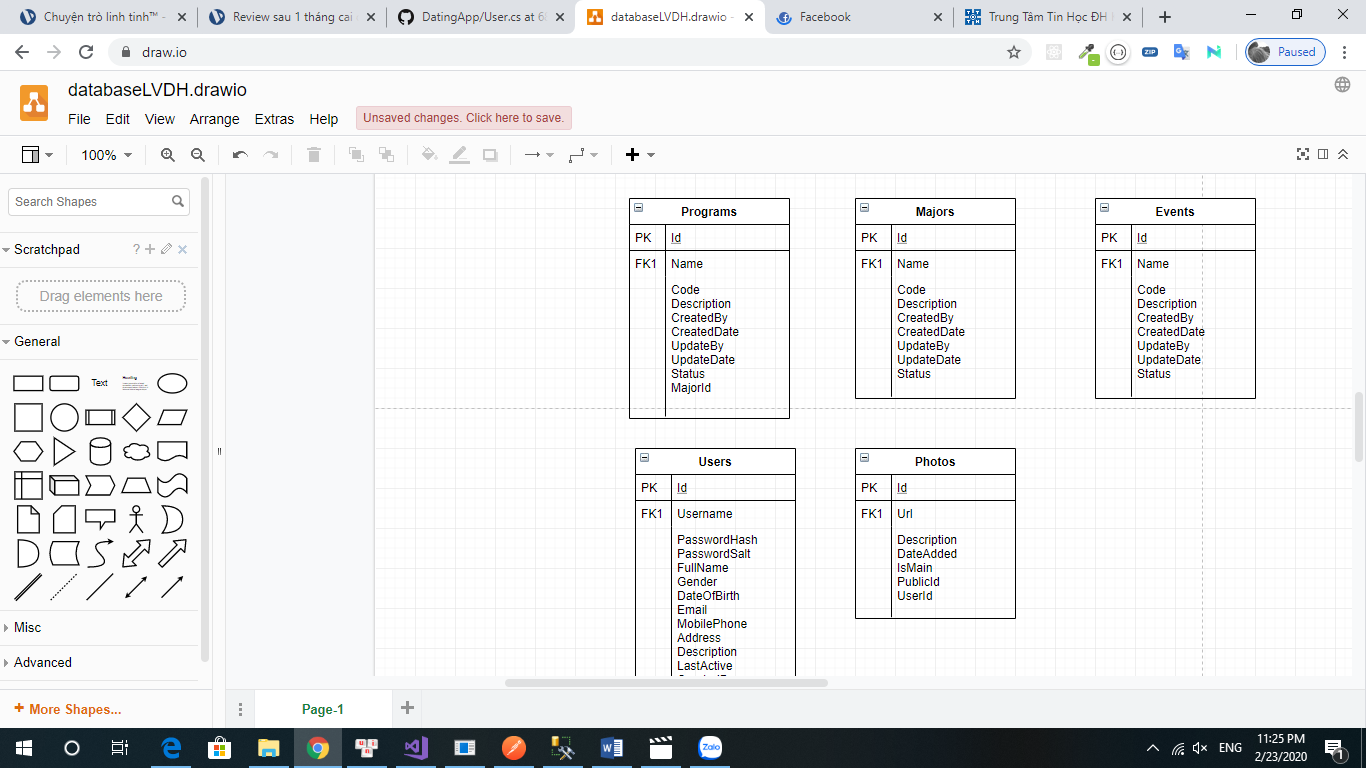 Chuyện trò linh tinh™ -
Review sau 1 tháng cai
DatingApp/User.cs at 6
databaseLVDH.drawio -
Facebook
Trung Tâm Tin Học ĐH
draw.io
ZIP
Paused
databaseLVDH.drawio
File Edit View Arrange Extras Help
Unsaved changes. Click here to save.
100%
Search Shapes
Scratchpad
?
Drag elements here
General
Text
Heading
Misc
Advanced
+ More Shapes...
Programs
PK Id
FK1 Name
Code
Description
CreatedBy
CreatedDate
UpdateBy
UpdateDate
Status
MajorId
Majors
PK Id
FK1 Name
Code
Description
CreatedBy
CreatedDate
UpdateBy
UpdateDate
Status
Events
PK Id
FK1 Name
Code
Description
CreatedBy
CreatedDate
UpdateBy
UpdateDate
Status
Users
PK Id
FK1 Username
PasswordHash
PasswordSalt
FullName
Gender
DateOfBirth
Email
MobilePhone
Address
Description
LastActive
Photos
PK Id
FK1 Url
Description
DateAdded
IsMain
PublicId
UserId
Page-1
Zalo
ENG
11:25 PM
2/23/2020
1